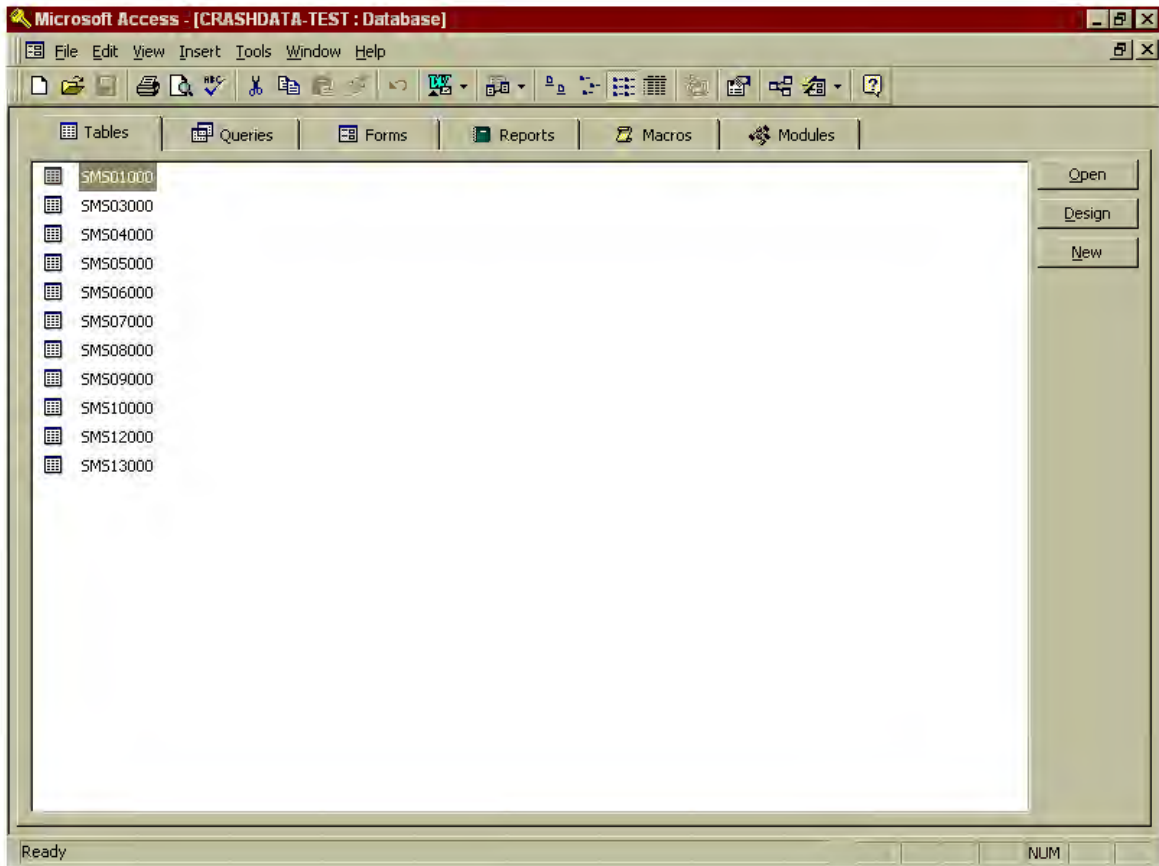 Microsoft Access - [CRASHDATA-TEST : Database]
File Edit View Insert Tools Window Help
Tables Queries Forms Reports Macros Modules
SMS01000
SMS03000
SMS04000
SMS05000
SMS06000
SMS07000
SMS08000
SMS09000
SMS10000
SMS12000
SMS13000
Open
Design
New
Ready NUM